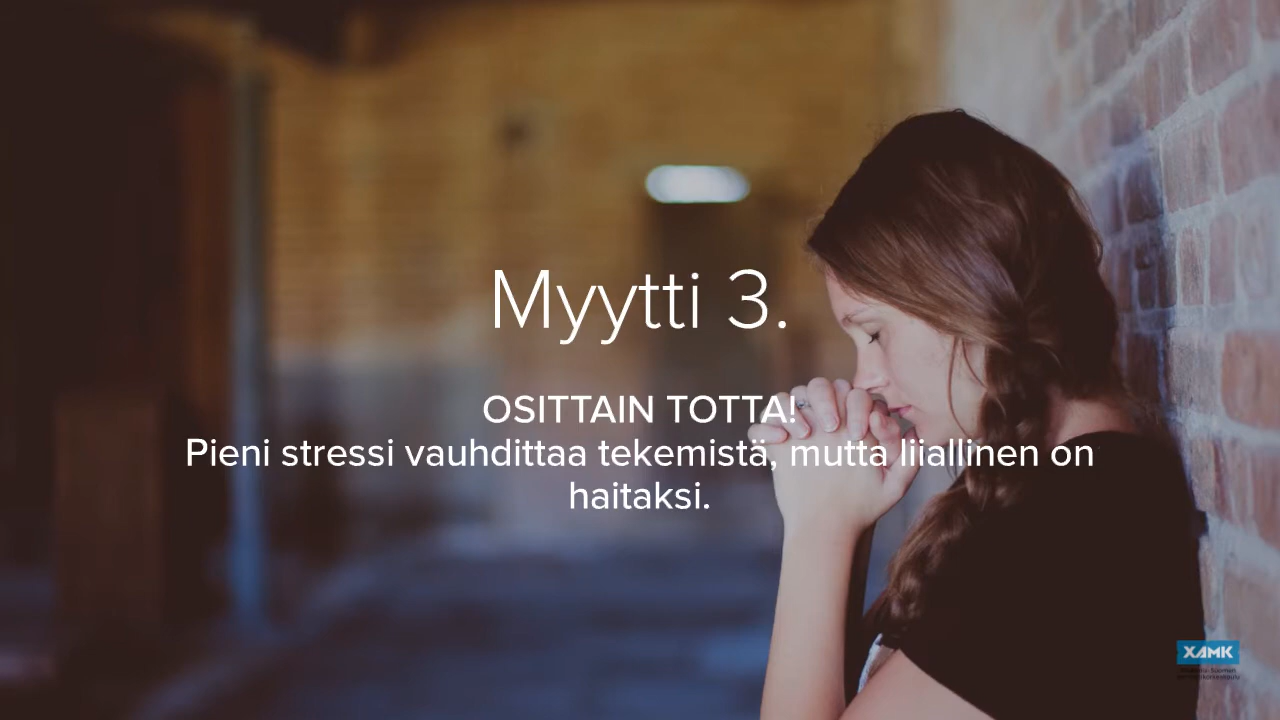 Myytti 3.
OSITTAIN TOTTA!
Pieni stressi vauhdittaa tekemistä, mutta liiallinen on
haitaksi.
XAMK